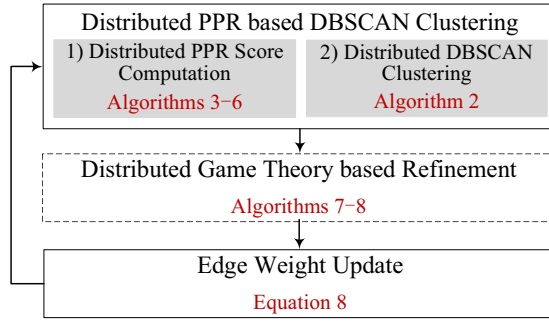 Distributed PPR based DBSCAN Clustering
1) Distributed PPR Score
Computation
Algorithms 3-6
2) Distributed DBSCAN
Clustering
Algorithm 2
Distributed Game Theory based Refinement
Algorithms 7-8
Edge Weight Update
Equation 8